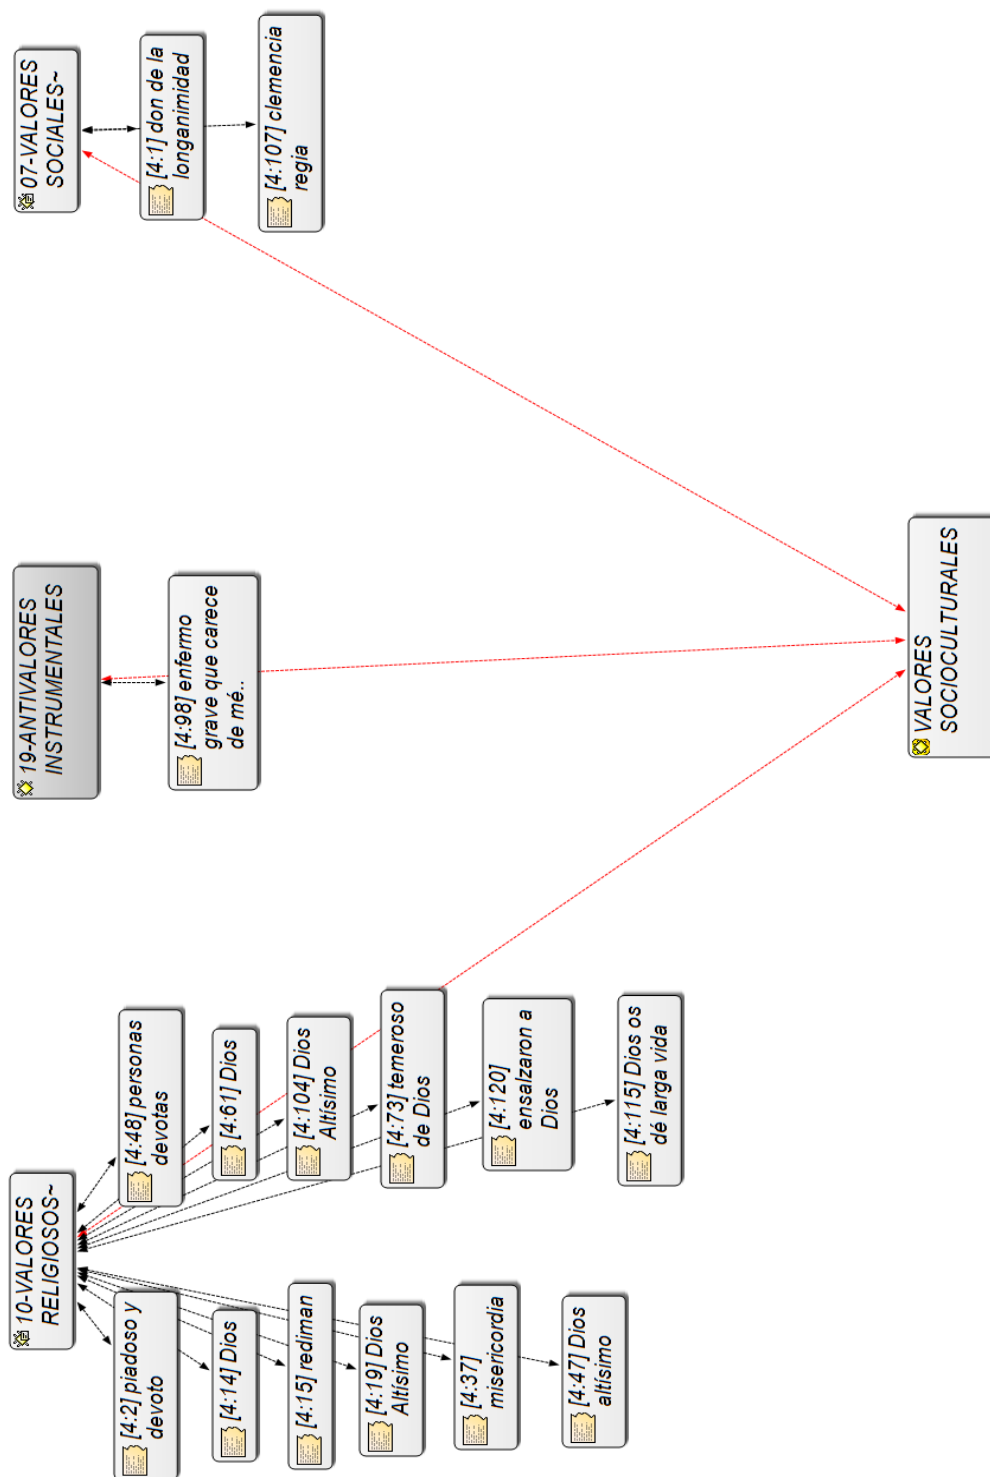 07-VALORES
SOCIALES~
[4:1] don de la
longanimidad
[4:107] clemencia
regia
19-ANTIVALORES
INSTRUMENTALES
[4:98] enfermo
grave que carece
de mé..
VALORES
SOCIOCULTURALES
10-VALORES
RELIGIOSOS~
[4:48] personas
devotas
[4:61] Dios
[4:104] Dios
Altísimo
[4:73] temeroso
de Dios
[4:120]
ensalzaron a
Dios
[4:115] Dios os
dé larga vida
[4:2] piadoso y
devoto
[4:14] Dios
[4:15] rediman
[4:19] Dios
Altísimo
[4:37]
misericordia
[4:47] Dios
altísimo